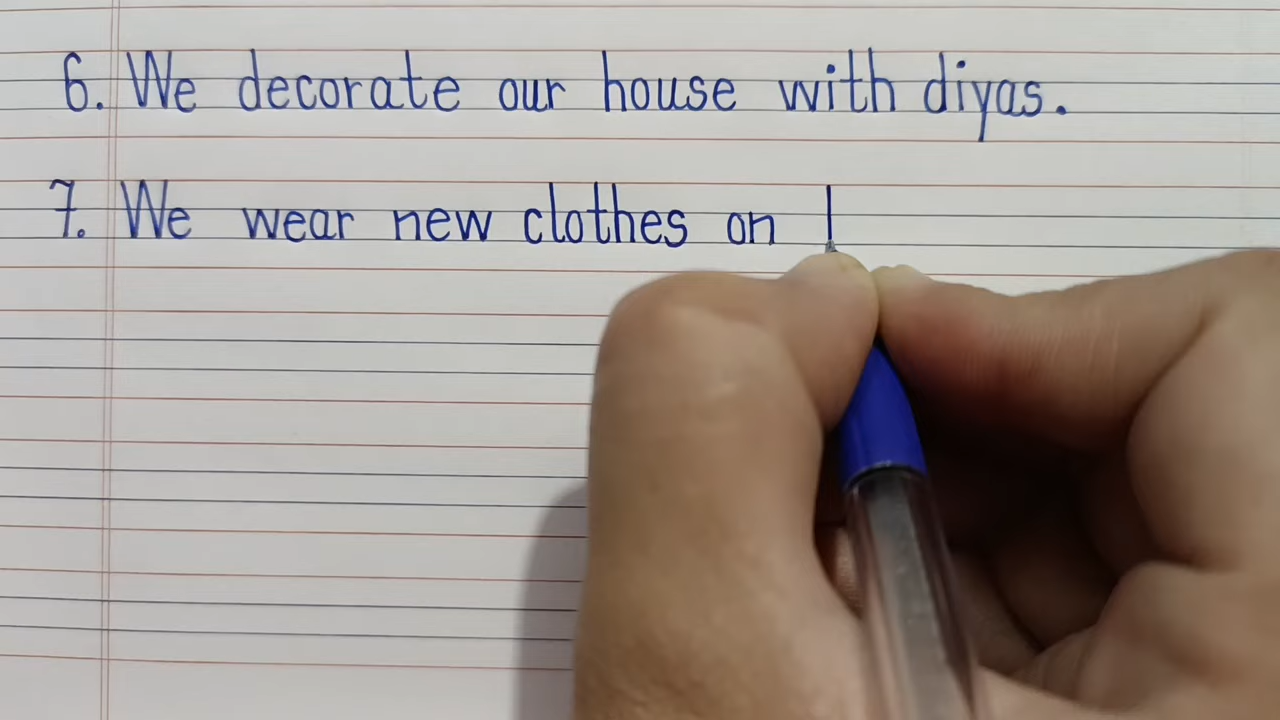 6. We decorate our house with diyas.
7. We wear new clothes on